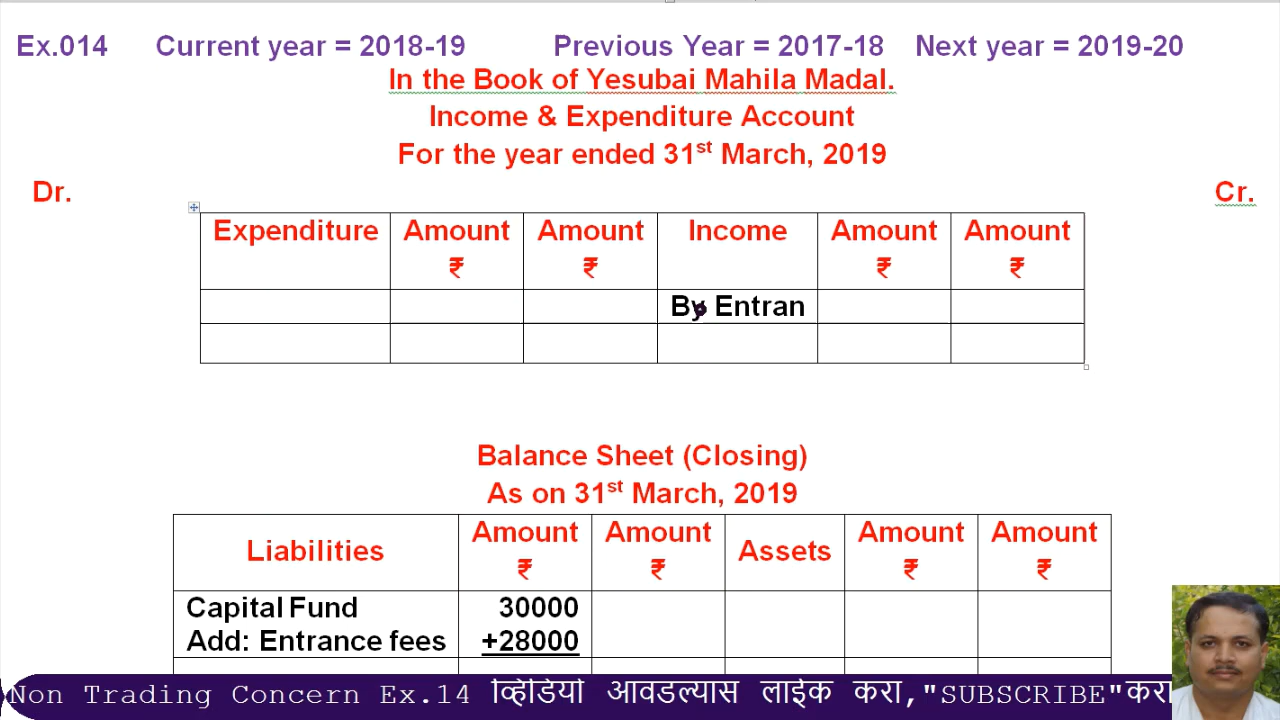 Ex.014 Current year = 2018-19 Previous Year = 2017-18 Next year = 2019-20
In the Book of Yesubai Mahila Madal.
Income & Expenditure Account
For the year ended 31st March, 2019
Dr. Cr.
Expenditure Amount ₹ Amount ₹ Income Amount ₹ Amount ₹
By Entran
Balance Sheet (Closing)
As on 31st March, 2019
Liabilities Amount ₹ Amount ₹ Assets Amount ₹ Amount ₹
Capital Fund 30000
Add: Entrance fees +28000
Non Trading Concern Ex.14 व्हिडियो आवडल्यास लाईक करा,"SUBSCRIBE"करा